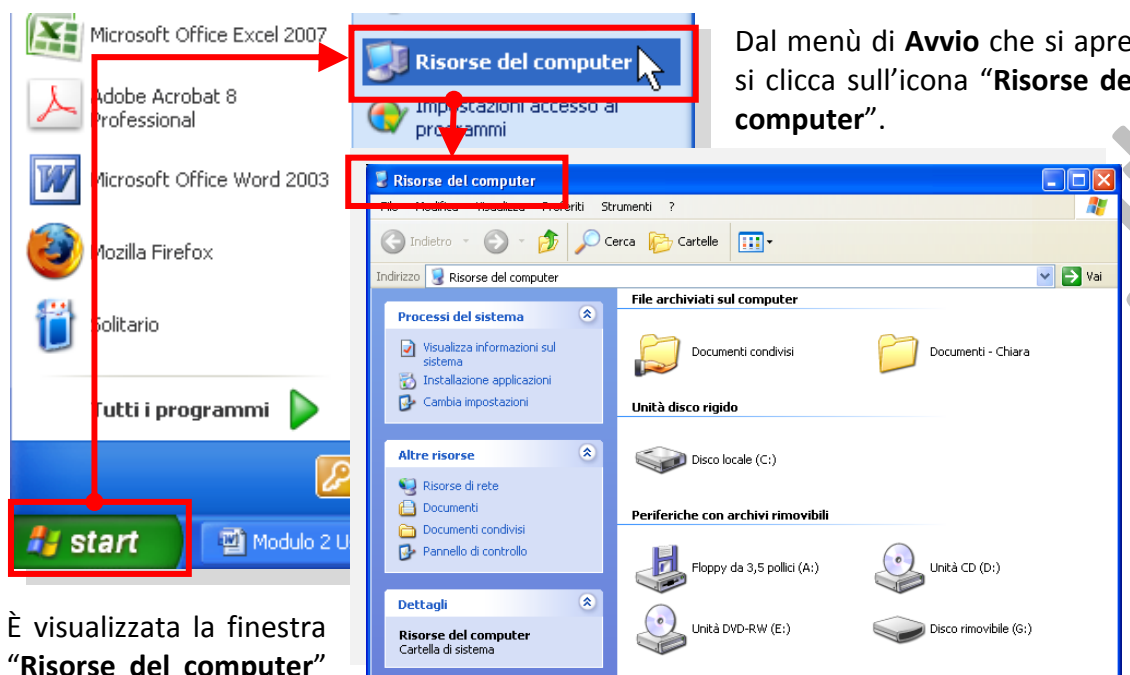 Microsoft Office Excel 2007
Adobe Acrobat 8
Professional
Microsoft Office Word 2003
Mozilla Firefox
Solitario
Tutti i programmi
start
Modulo 2 U
Risorse del computer
Impostazioni accesso ai
programmi
Dal menù di Avvio che si apre
si clicca sull’icona “Risorse de
computer”.
Risorse del computer
File Modifica Visualizza Preferiti Strumenti ?
Indietro Cerca Cartelle
Indirizzo Risorse del computer Vai
Processi del sistema
Visualizza informazioni sul
sistema
Installazione applicazioni
Cambia impostazioni
Altre risorse
Risorse di rete
Documenti
Documenti condivisi
Pannello di controllo
Dettagli
Risorse del computer
Cartella di sistema
File archiviati sul computer
Documenti condivisi Documenti - Chiara
Unità disco rigido
Disco locale (C:)
Periferiche con archivi rimovibili
Floppy da 3,5 pollici (A:) Unità CD (D:)
Unità DVD-RW (E:) Disco rimovibile (G:)
È visualizzata la finestra
“Risorse del computer”